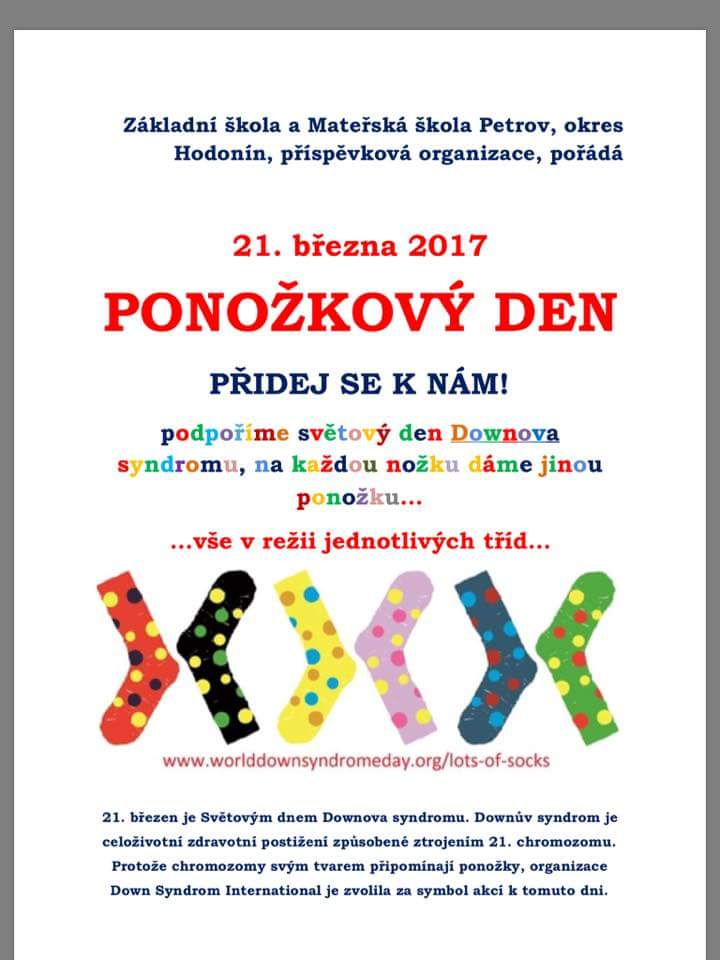 Základní škola a Mateřská škola Petrov, okres
Hodonín, příspěvková organizace, pořádá
21. března 2017
PONOŽKOVÝ DEN
PŘIDEJ SE K NÁM!
podpoříme světový den Downova
syndromu, na každou nožku dáme jinou
ponožku...
...vše v režii jednotlivých tříd...
www.worlddownsyndromeday.org/lots-of-socks
21. březen je Světovým dnem Downova syndromu. Downův syndrom je
celoživotní zdravotní postižení způsobené ztrojením 21. chromozomu.
Protože chromozomy svým tvarem připomínají ponožky, organizace
Down Syndrom International je zvolila za symbol akcí k tomuto dni.